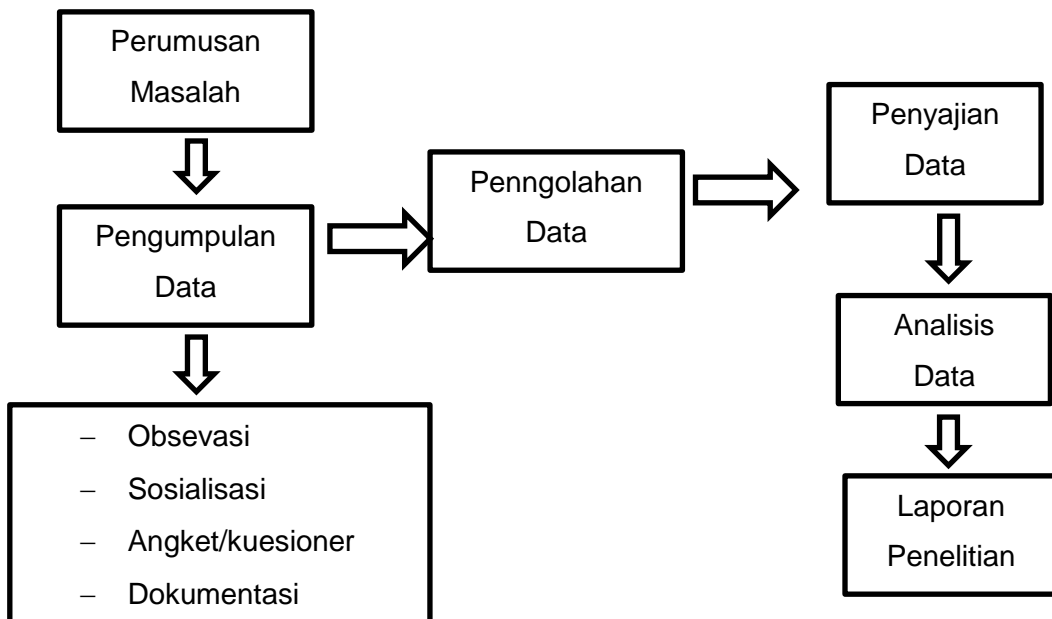 Perumusan
Masalah
Pengumpulan
Data
– Obsevasi
– Sosialisasi
– Angket/kuesioner
– Dokumentasi
Penngolahan
Data
Penyajian
Data
Analisis
Data
Laporan
Penelitian